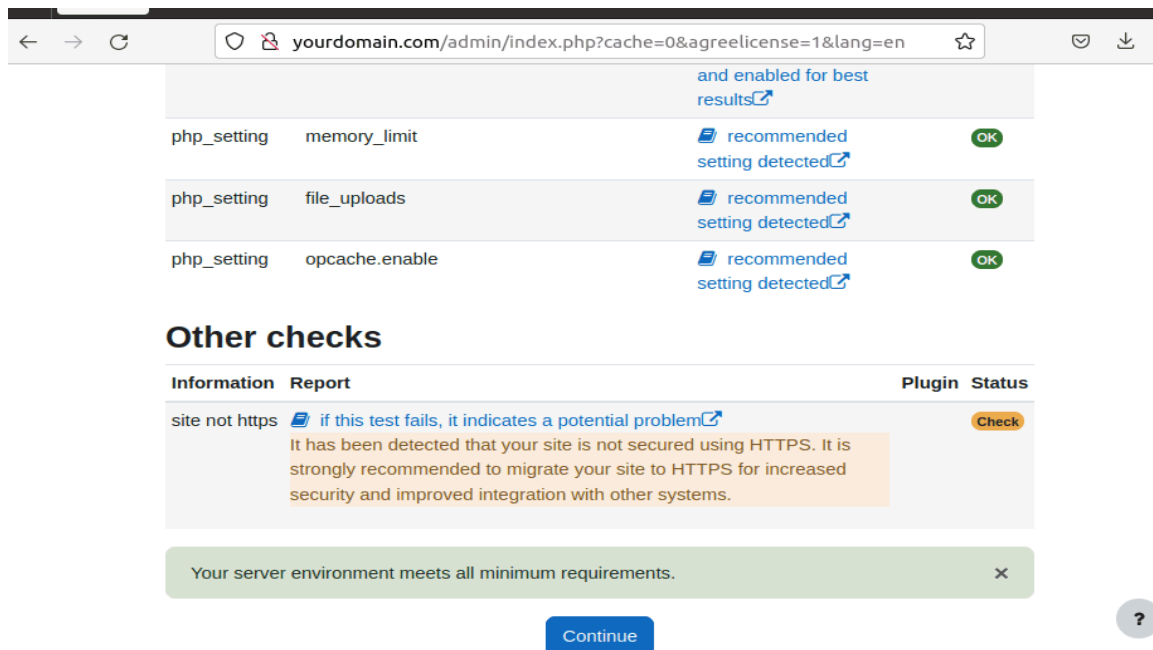 yourdomain.com/admin/index.php?cache=0&agreelicense=1&lang=en
and enabled for best
results
php_setting memory_limit recommended OK
setting detected
php_setting file_uploads recommended OK
setting detected
php_setting opcache.enable recommended OK
setting detected
Other checks
Information Report Plugin Status
site not https if this test fails, it indicates a potential problem Check
It has been detected that your site is not secured using HTTPS. It is
strongly recommended to migrate your site to HTTPS for increased
security and improved integration with other systems.
Your server environment meets all minimum requirements. ×
Continue
?